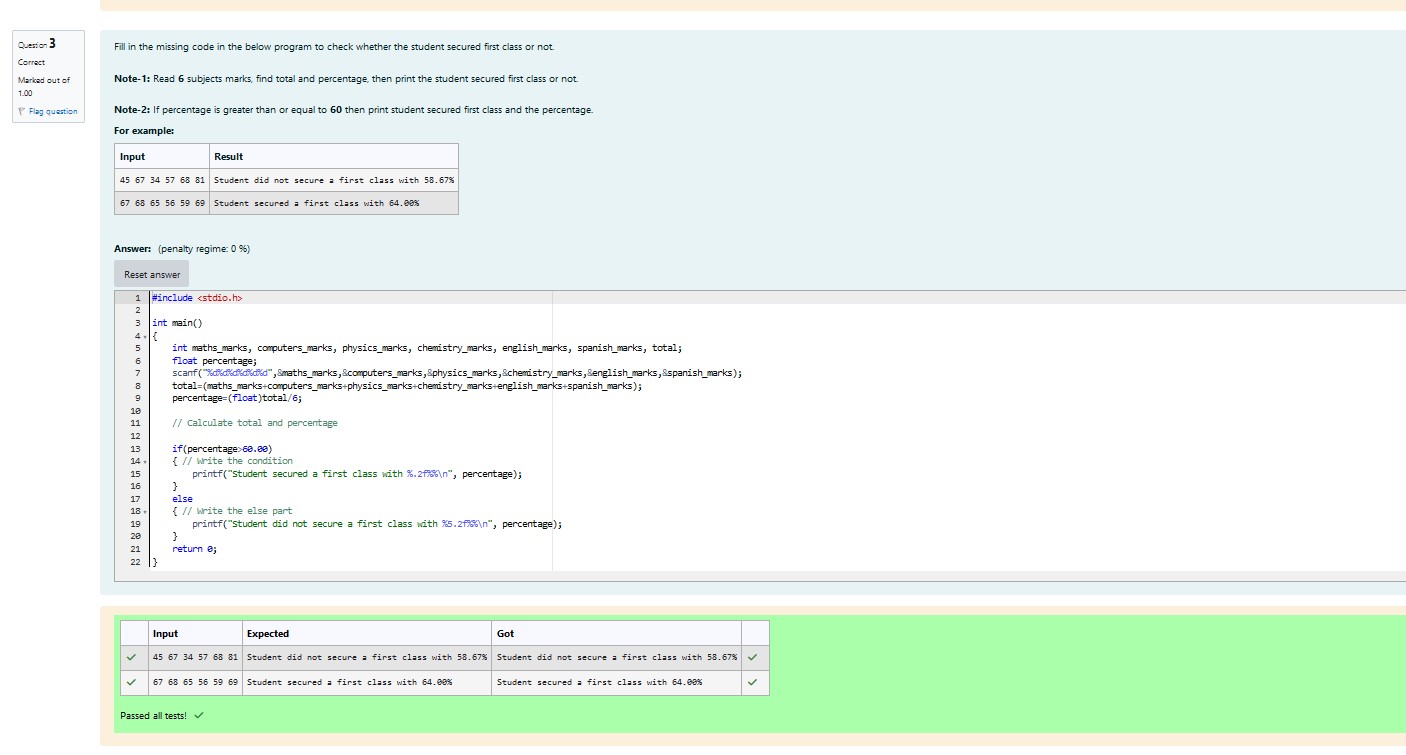 Question 3
Correct
Marked out of
1.00
Flag question
Fill in the missing code in the below program to check whether the student secured first class or not.
Note-1: Read 6 subjects marks, find total and percentage, then print the student secured first class or not.
Note-2: If percentage is greater than or equal to 60 then print student secured first class and the percentage.
For example:
Input Result
45 67 34 57 68 81 Student did not secure a first class with 58.67%
67 68 65 56 59 69 Student secured a first class with 64.00%
Answer: (penalty regime: 0 %)
Reset answer
1 #include <stdio.h>
2
3 int main()
4 {
5 int maths_marks, computers_marks, physics_marks, chemistry_marks, english_marks, spanish_marks, total;
6 float percentage;
7 scanf("%d%d%d%d%d%d",&maths_marks,&computers_marks,&physics_marks,&chemistry_marks,&english_marks,&spanish_marks);
8 total=(maths_marks+computers_marks+physics_marks+chemistry_marks+english_marks+spanish_marks);
9 percentage=(float)total/6;
10
11 // Calculate total and percentage
12
13 if(percentage>60.00)
14 { // Write the condition
15 printf("Student secured a first class with %.2f%%\n", percentage);
16 }
17 else
18 { // Write the else part
19 printf("Student did not secure a first class with %5.2f%%\n", percentage);
20 }
21 return 0;
22 }
Input Expected Got
45 67 34 57 68 81 Student did not secure a first class with 58.67% Student did not secure a first class with 58.67%
67 68 65 56 59 69 Student secured a first class with 64.00% Student secured a first class with 64.00%
Passed all tests!